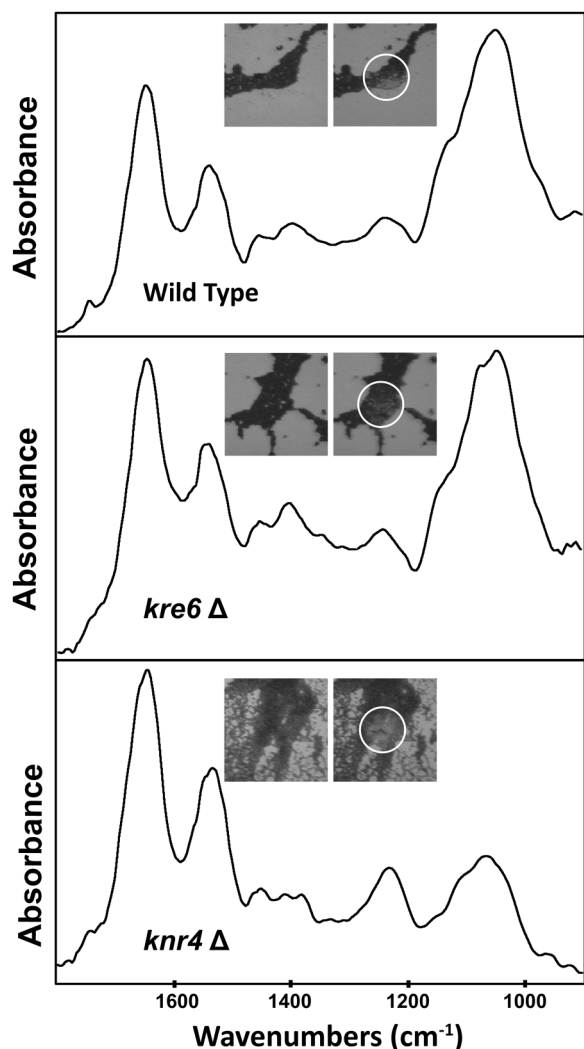 Absorbance
Wild Type
Absorbance
kre6 Δ
Absorbance
knr4 Δ
1600 1400 1200 1000
Wavenumbers (cm⁻¹)